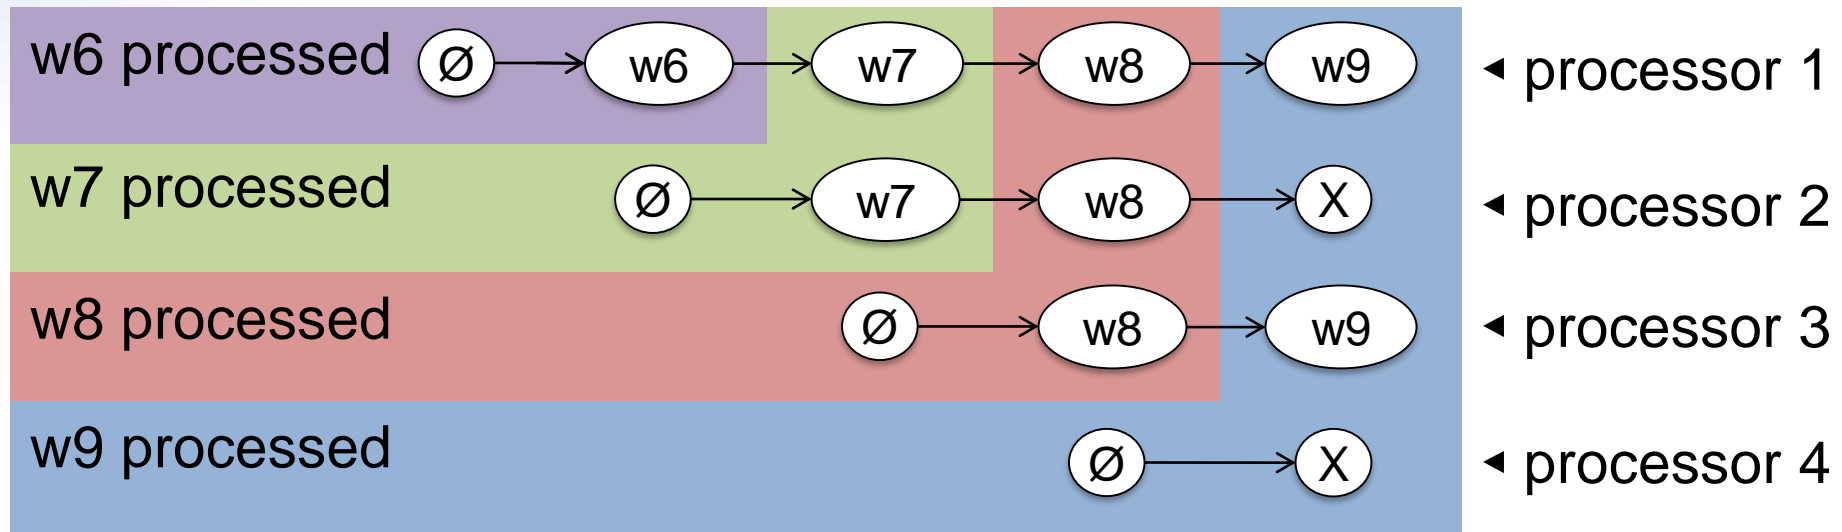 w6 processed Ø w6 w7 w8 w9 ◄ processor 1
w7 processed Ø w7 w8 X ◄ processor 2
w8 processed Ø w8 w9 ◄ processor 3
w9 processed Ø X ◄ processor 4